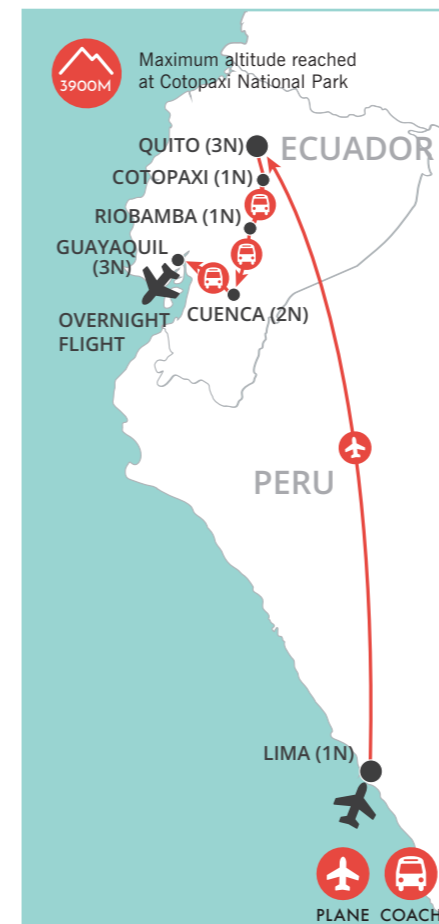 3900M
Maximum altitude reached
at Cotopaxi National Park
QUITO (3N)
ECUADOR
COTOPAXI (1N)
RIOBAMBA (1N)
GUAYAQUIL
(3N)
OVERNIGHT
FLIGHT
CUENCA (2N)
PERU
LIMA (1N)
PLANE
COACH